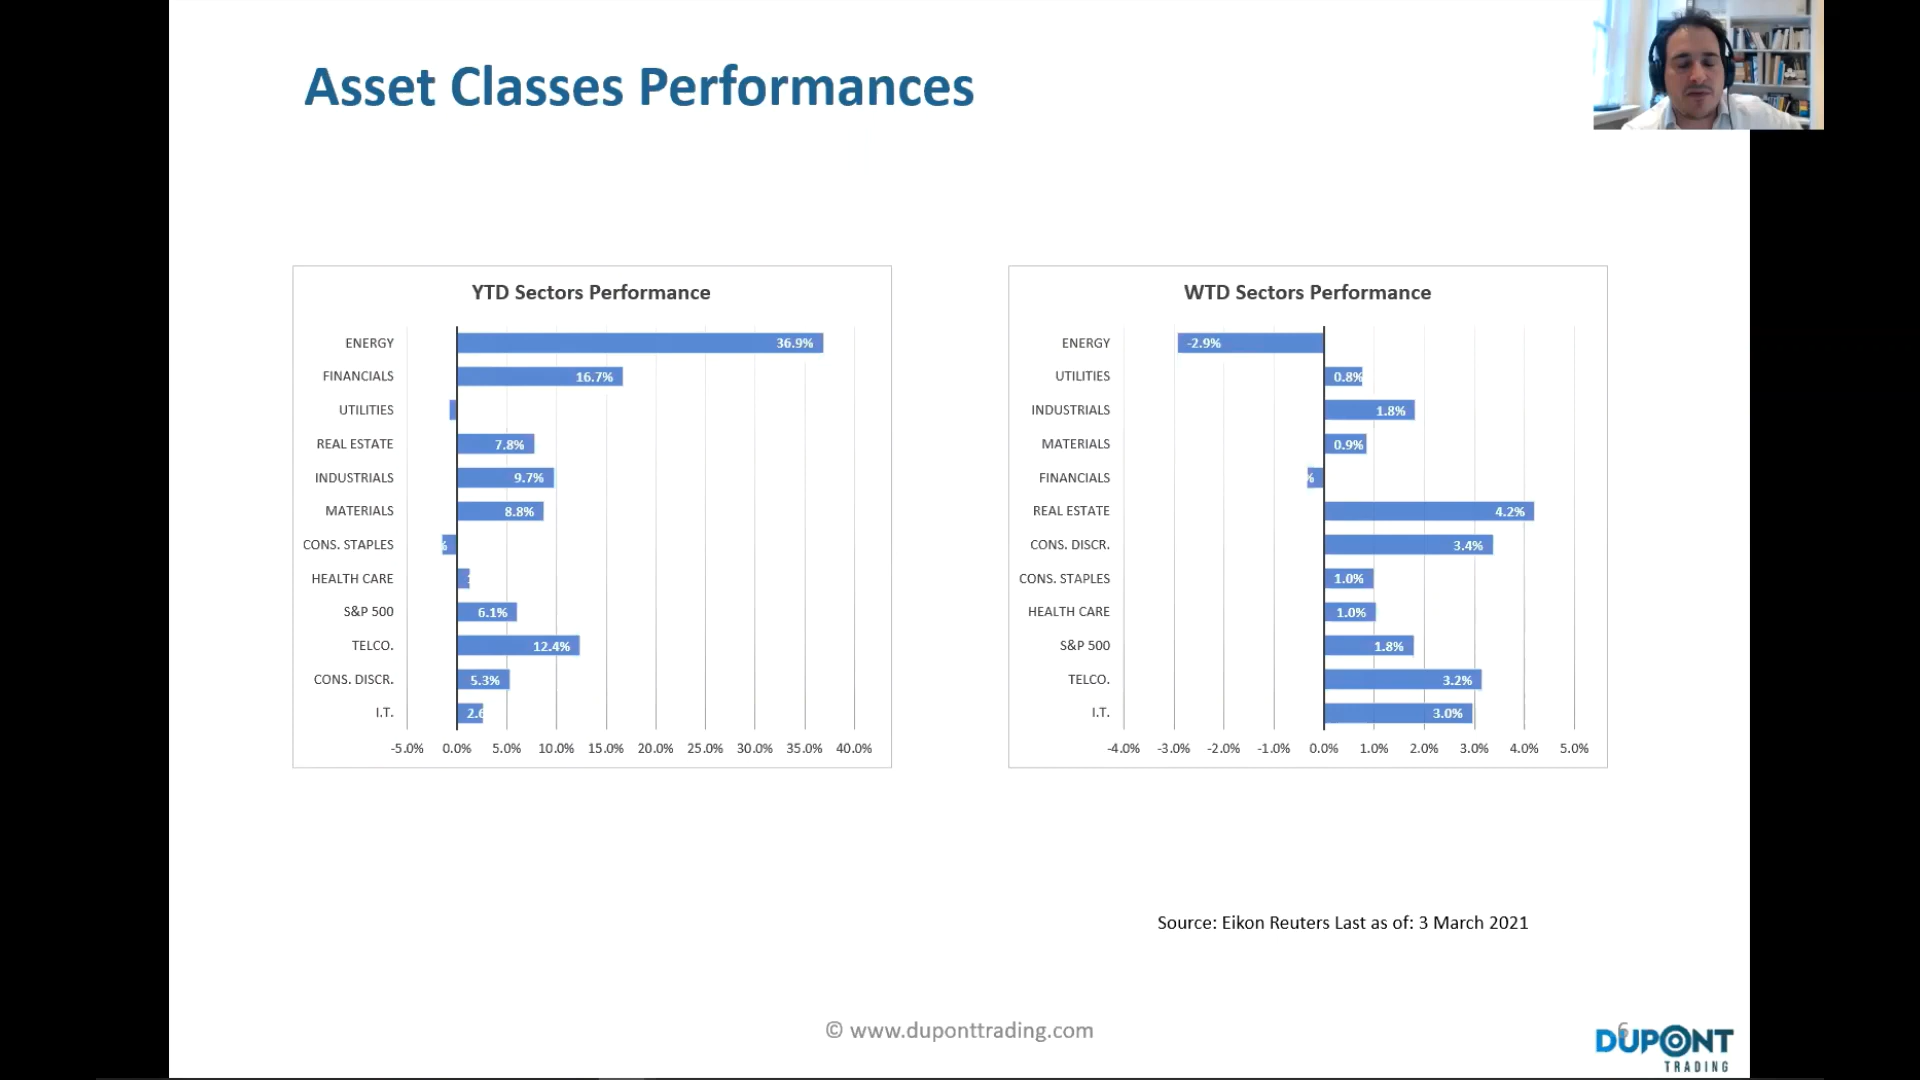 Asset Classes Performances
YTD Sectors Performance
ENERGY 36.9%
FINANCIALS 16.7%
UTILITIES
REAL ESTATE 7.8%
INDUSTRIALS 9.7%
MATERIALS 8.8%
CONS. STAPLES %
HEALTH CARE
S&P 500 6.1%
TELCO. 12.4%
CONS. DISCR. 5.3%
I.T. 2.6
-5.0% 0.0% 5.0% 10.0% 15.0% 20.0% 25.0% 30.0% 35.0% 40.0%
WTD Sectors Performance
ENERGY -2.9%
UTILITIES 0.8%
INDUSTRIALS 1.8%
MATERIALS 0.9%
FINANCIALS %
REAL ESTATE 4.2%
CONS. DISCR. 3.4%
CONS. STAPLES 1.0%
HEALTH CARE 1.0%
S&P 500 1.8%
TELCO. 3.2%
I.T. 3.0%
-4.0% -3.0% -2.0% -1.0% 0.0% 1.0% 2.0% 3.0% 4.0% 5.0%
Source: Eikon Reuters Last as of: 3 March 2021
© www.duponttrading.com
6
DUPONT
TRADING